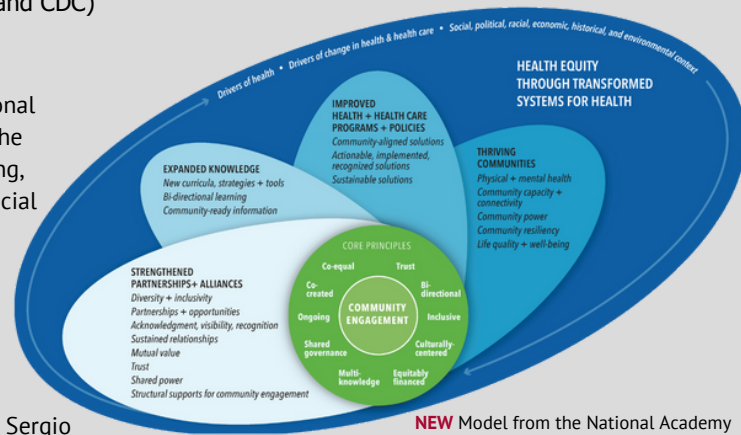 and CDC)
onal
he
ng,
cial
Sergio
Drivers of health • Drivers of change in health & health care • Social, political, racial, economic, historical, and environmental context
HEALTH EQUITY
THROUGH TRANSFORMED
SYSTEMS FOR HEALTH
IMPROVED
HEALTH + HEALTH CARE
PROGRAMS + POLICIES
Community-aligned solutions
Actionable, implemented,
recognized solutions
Sustainable solutions
THRIVING
COMMUNITIES
Physical + mental health
Community capacity +
connectivity
Community power
Community resiliency
Life quality + well-being
EXPANDED KNOWLEDGE
New curricula, strategies + tools
Bi-directional learning
Community-ready information
STRENGTHENED
PARTNERSHIPS+ ALLIANCES
Diversity + inclusivity
Partnerships + opportunities
Acknowledgment, visibility, recognition
Sustained relationships
Mutual value
Trust
Shared power
Structural supports for community engagement
CORE PRINCIPLES
Co-equal
Trust
Co-
created
Bi-
directional
Ongoing
COMMUNITY
ENGAGEMENT
Inclusive
Shared
governance
Culturally-
centered
Multi-
knowledge
Equitably
financed
NEW Model from the National Academy